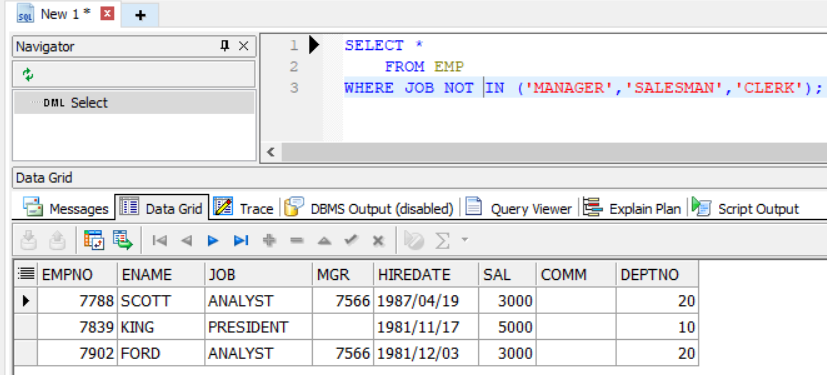 SQL New 1 *
Navigator
DML Select
1 SELECT *
2 FROM EMP
3 WHERE JOB NOT IN ('MANAGER','SALESMAN','CLERK');
Data Grid
Messages Data Grid Trace DBMS Output (disabled) Query Viewer Explain Plan Script Output
EMPNO ENAME JOB MGR HIREDATE SAL COMM DEPTNO
7788 SCOTT ANALYST 7566 1987/04/19 3000 20
7839 KING PRESIDENT 1981/11/17 5000 10
7902 FORD ANALYST 7566 1981/12/03 3000 20